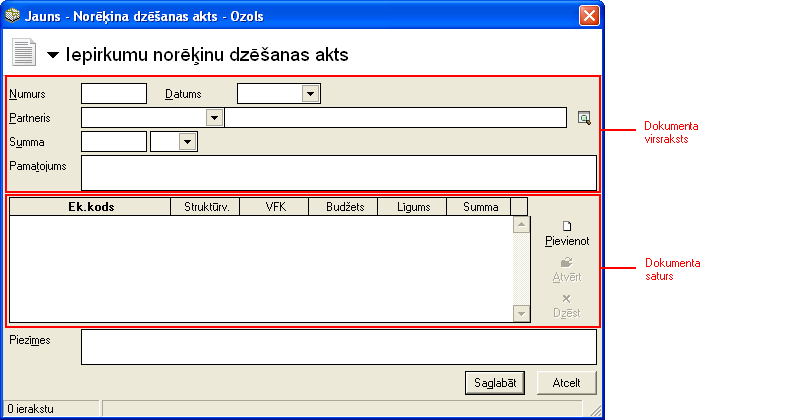 Jauns - Norēķina dzēšanas akts - Ozols
Iepirkumu norēķinu dzēšanas akts
Numurs Datums
Partneris
Summa
Pamatojums
Dokumenta
virsraksts
Ek.kods Struktūrv. VFK Budžets Līgums Summa
Pievienot
Atvērt
Dzēst
Dokumenta
saturs
Piezīmes
Saglabāt Atcelt
0 ierakstu